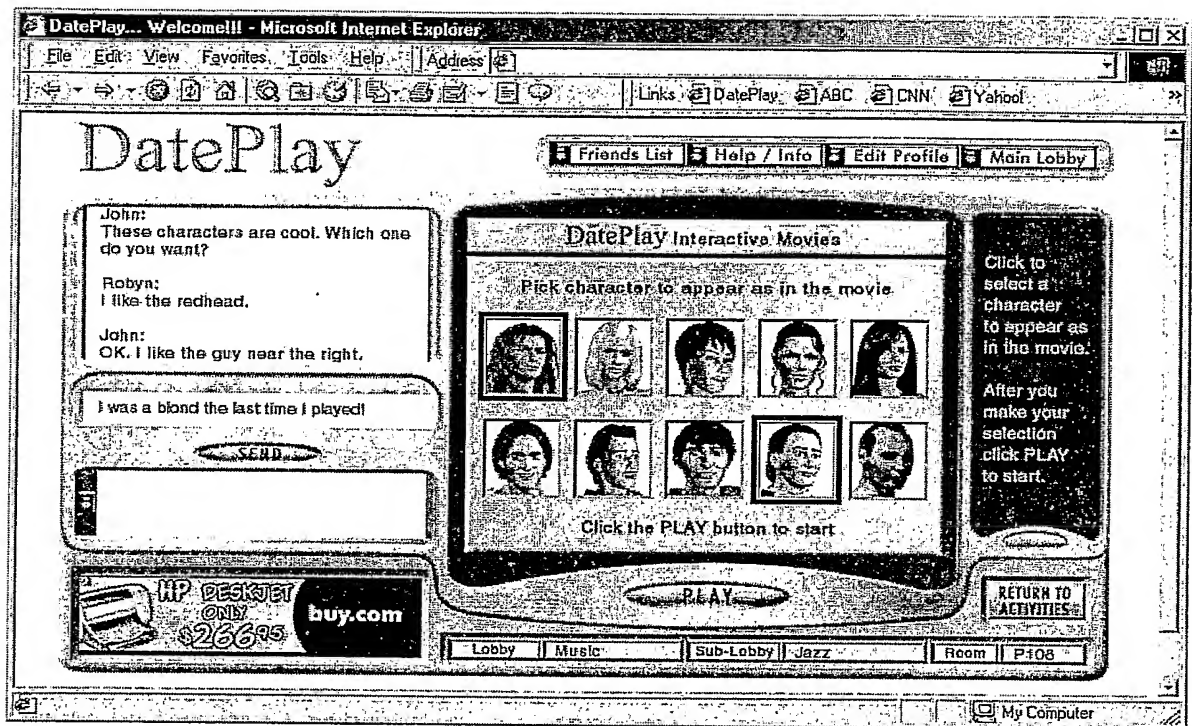 DatePlay... Welcome!!! - Microsoft Internet Explorer
File Edit View Favorites Tools Help Address
Links DatePlay ABC CNN Yahoo!
DatePlay
Friends List Help / Info Edit Profile Main Lobby
John:
These characters are cool. Which one
do you want?
Robyn:
I like the redhead.
John:
OK. I like the guy near the right.
I was a blond the last time I played!
SEND
HP DESKJET
ONLY
$266.95
buy.com
DatePlay Interactive Movies
Pick character to appear as in the movie
Click the PLAY button to start
PLAY
Click to
select a
character
to appear as
in the movie.
After you
make your
selection
click PLAY
to start.
RETURN TO
ACTIVITIES
Lobby Music Sub-Lobby Jazz Room P108
My Computer